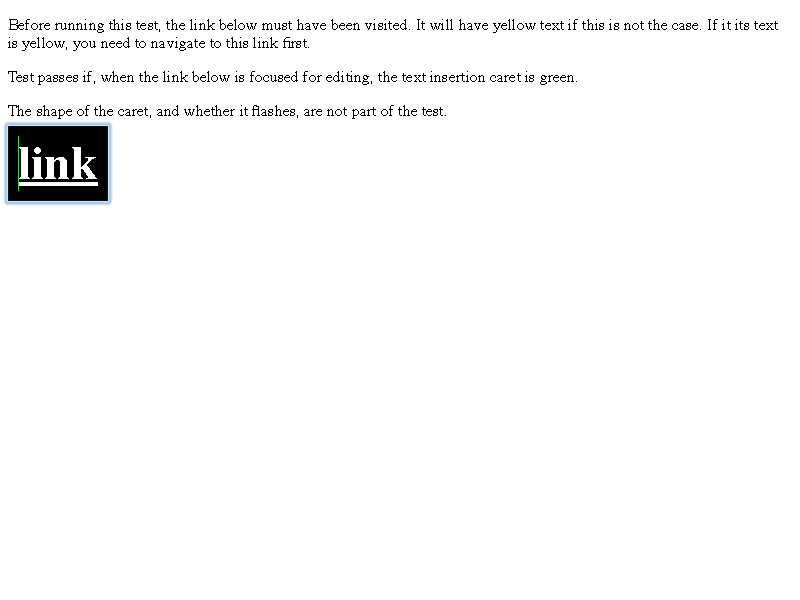 Before running this test, the link below must have been visited. It will have yellow text if this is not the case. If it its text
is yellow, you need to navigate to this link first.
Test passes if, when the link below is focused for editing, the text insertion caret is green.
The shape of the caret, and whether it flashes, are not part of the test.
link